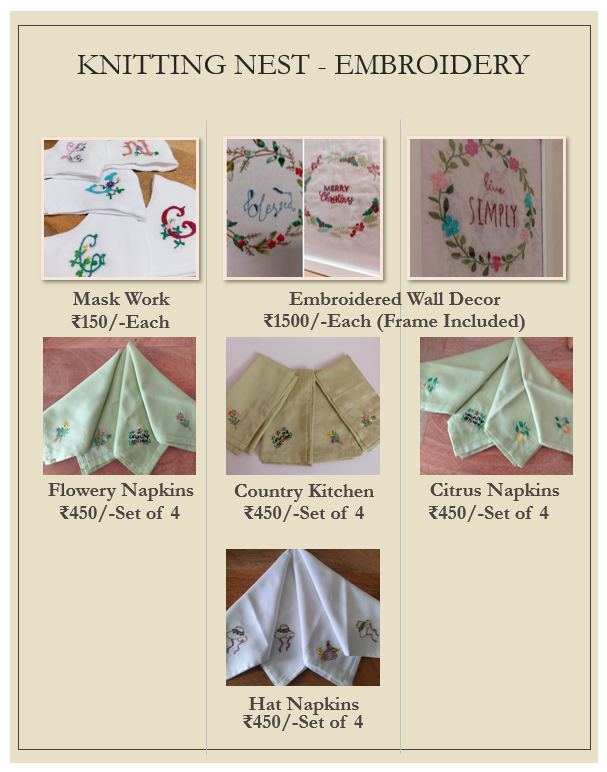 KNITTING NEST - EMBROIDERY
blessed
MERRY
Christmas
live
SIMPLY
Mask Work
₹150/-Each
Embroidered Wall Decor
₹1500/-Each (Frame Included)
Flowery Napkins
₹450/-Set of 4
Country Kitchen
₹450/-Set of 4
Citrus Napkins
₹450/-Set of 4
Hat Napkins
₹450/-Set of 4